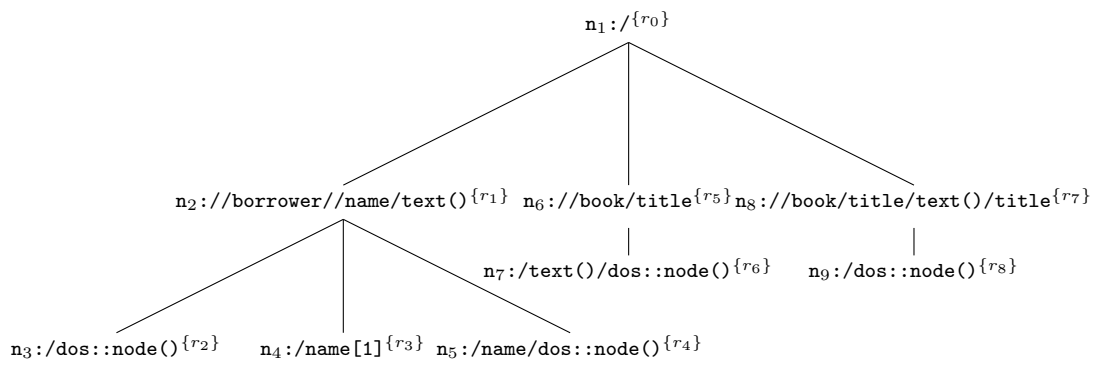 n₁:/{r₀}
n₂://borrower//name/text(){r₁} n₆://book/title{r₅} n₈://book/title/text()/title{r₇}
n₇:/text()/dos::node(){r₆} n₉:/dos::node(){r₈}
n₃:/dos::node(){r₂} n₄:/name[1]{r₃} n₅:/name/dos::node(){r₄}